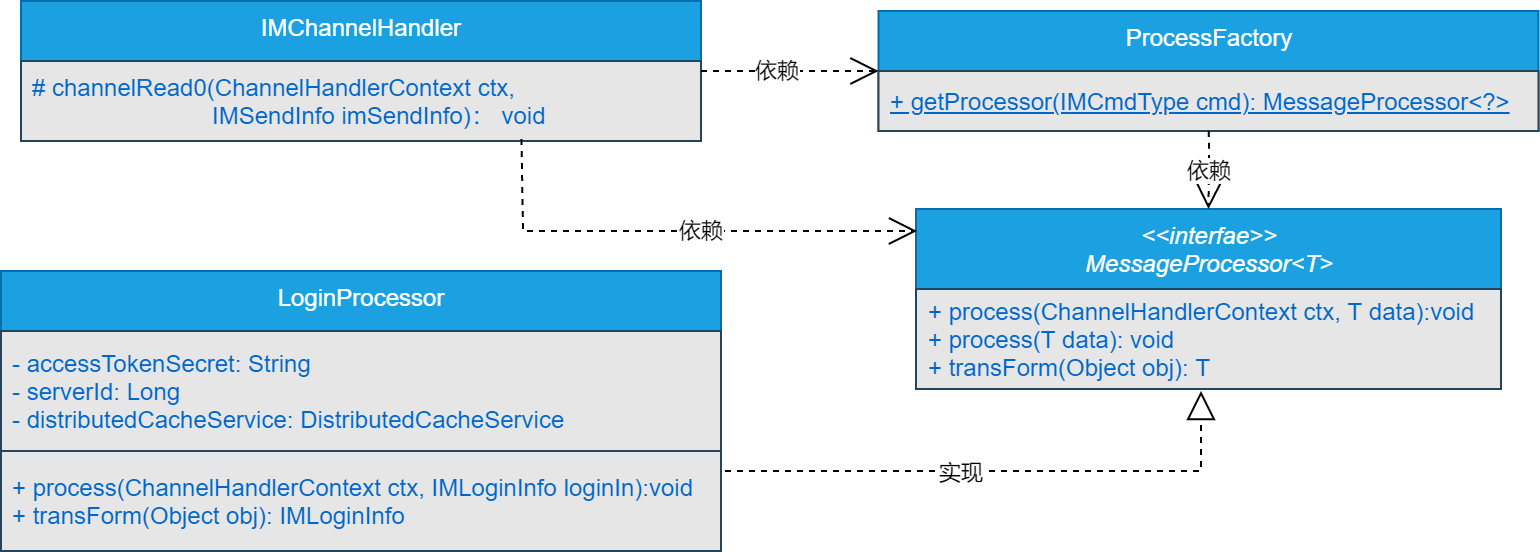 IMChannelHandler
# channelRead0(ChannelHandlerContext ctx,
IMSendInfo imSendInfo)： void
依赖
ProcessFactory
+ getProcessor(IMCmdType cmd): MessageProcessor<?>
依赖
依赖
<<interfae>>
MessageProcessor<T>
+ process(ChannelHandlerContext ctx, T data):void
+ process(T data): void
+ transForm(Object obj): T
LoginProcessor
- accessTokenSecret: String
- serverId: Long
- distributedCacheService: DistributedCacheService
+ process(ChannelHandlerContext ctx, IMLoginInfo loginIn):void
+ transForm(Object obj): IMLoginInfo
实现